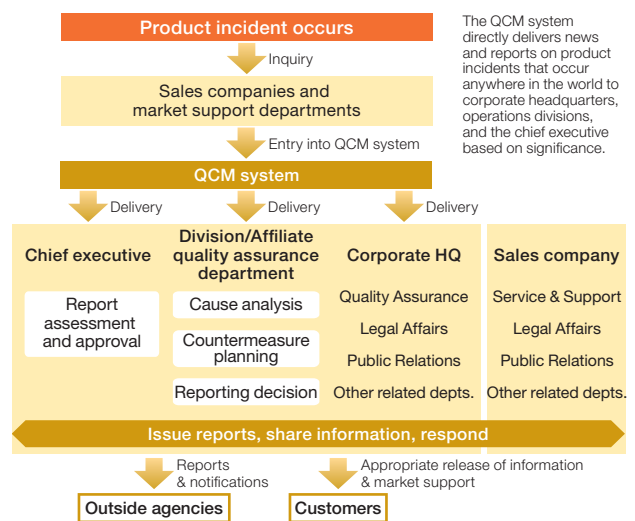 Product incident occurs
Inquiry
The QCM system
directly delivers news
and reports on product
incidents that occur
anywhere in the world to
corporate headquarters,
operations divisions,
and the chief executive
based on significance.
Sales companies and
market support departments
Entry into QCM system
QCM system
Delivery
Delivery
Delivery
Chief executive
Report
assessment
and approval
Division/Affiliate
quality assurance
department
Cause analysis
Countermeasure
planning
Reporting decision
Corporate HQ
Quality Assurance
Legal Affairs
Public Relations
Other related depts.
Sales company
Service & Support
Legal Affairs
Public Relations
Other related depts.
Issue reports, share information, respond
Reports
& notifications
Appropriate release of information
& market support
Outside agencies
Customers